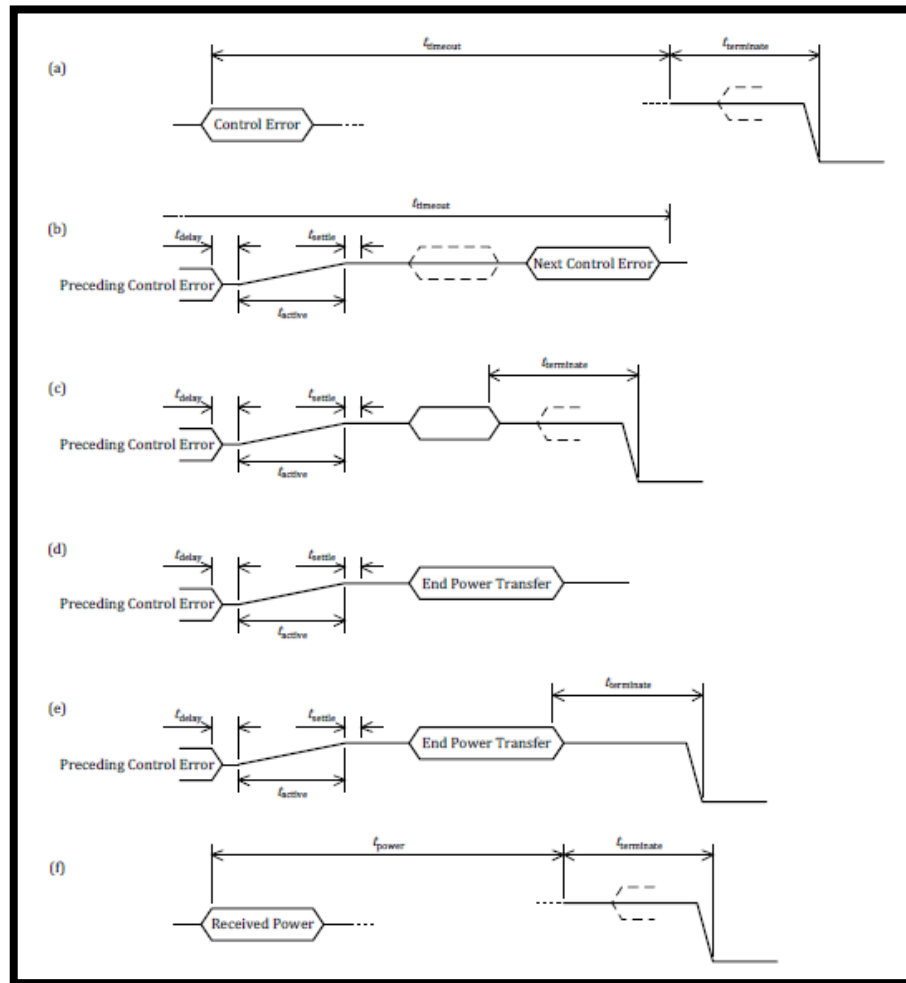 t_timeout
t_terminate
(a)
Control Error
t_timeout
(b)
t_delay
t_settle
Preceding Control Error
Next Control Error
t_active
(c)
t_terminate
t_delay
t_settle
Preceding Control Error
t_active
(d)
t_delay
t_settle
Preceding Control Error
End Power Transfer
t_active
(e)
t_terminate
t_delay
t_settle
Preceding Control Error
End Power Transfer
t_active
t_power
t_terminate
(f)
Received Power